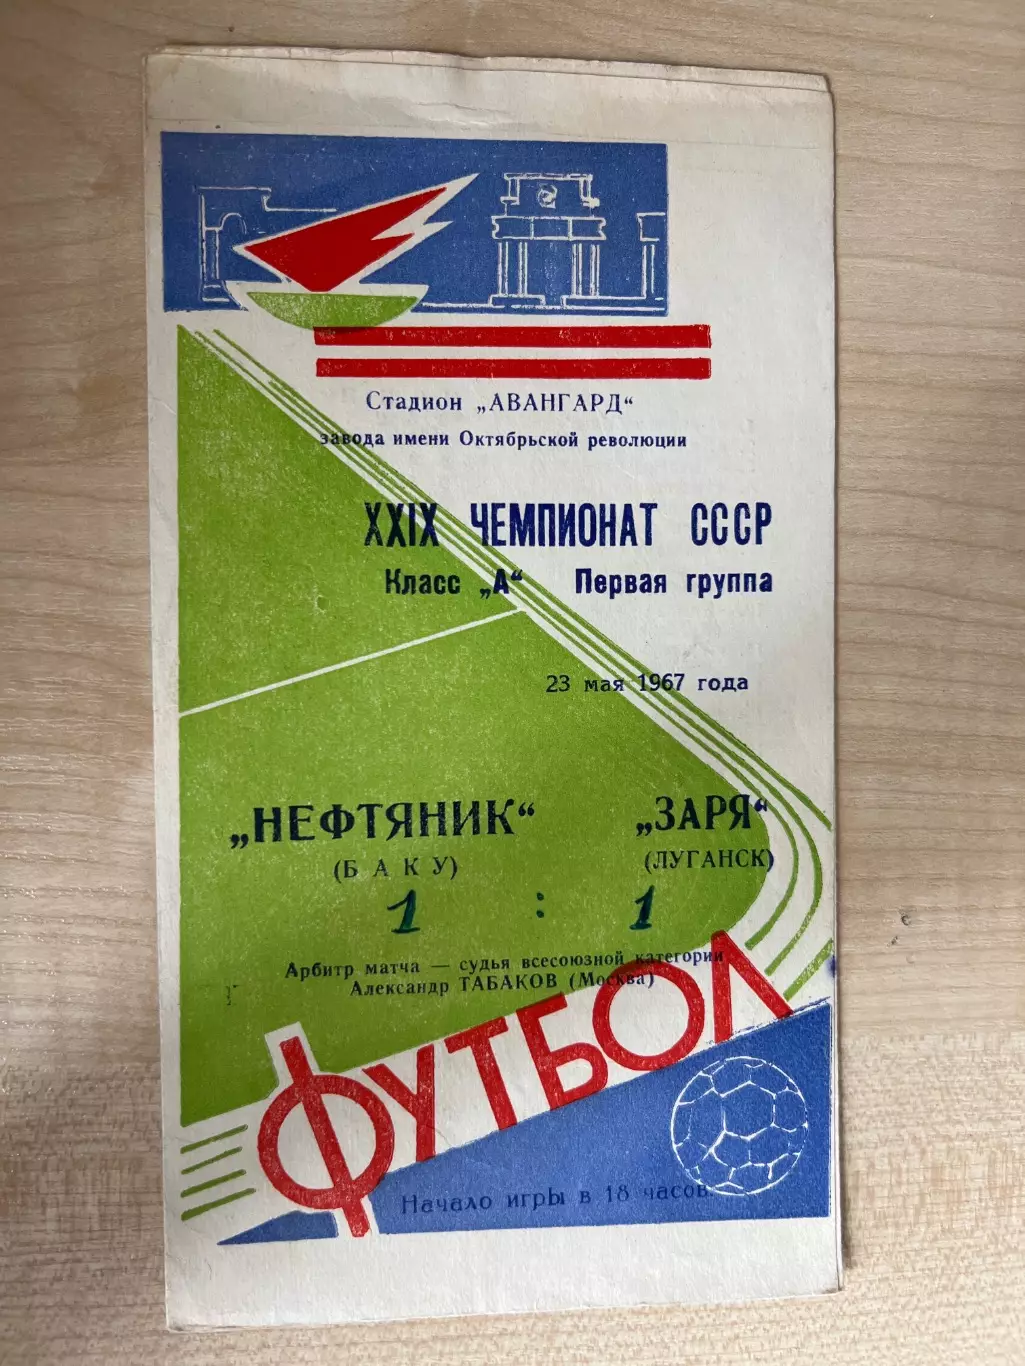 Стадион „АВАНГАРД“
завода имени Октябрьской революции
XXIX ЧЕМПИОНАТ СССР
Класс „А“ Первая группа
23 мая 1967 года
„НЕФТЯНИК“ „ЗАРЯ“
(БАКУ) (ЛУГАНСК)
1 : 1
Арбитр матча — судья всесоюзной категории
Александр ТАБАКОВ (Москва)
ФУТБОЛ
Начало игры в 18 часов.